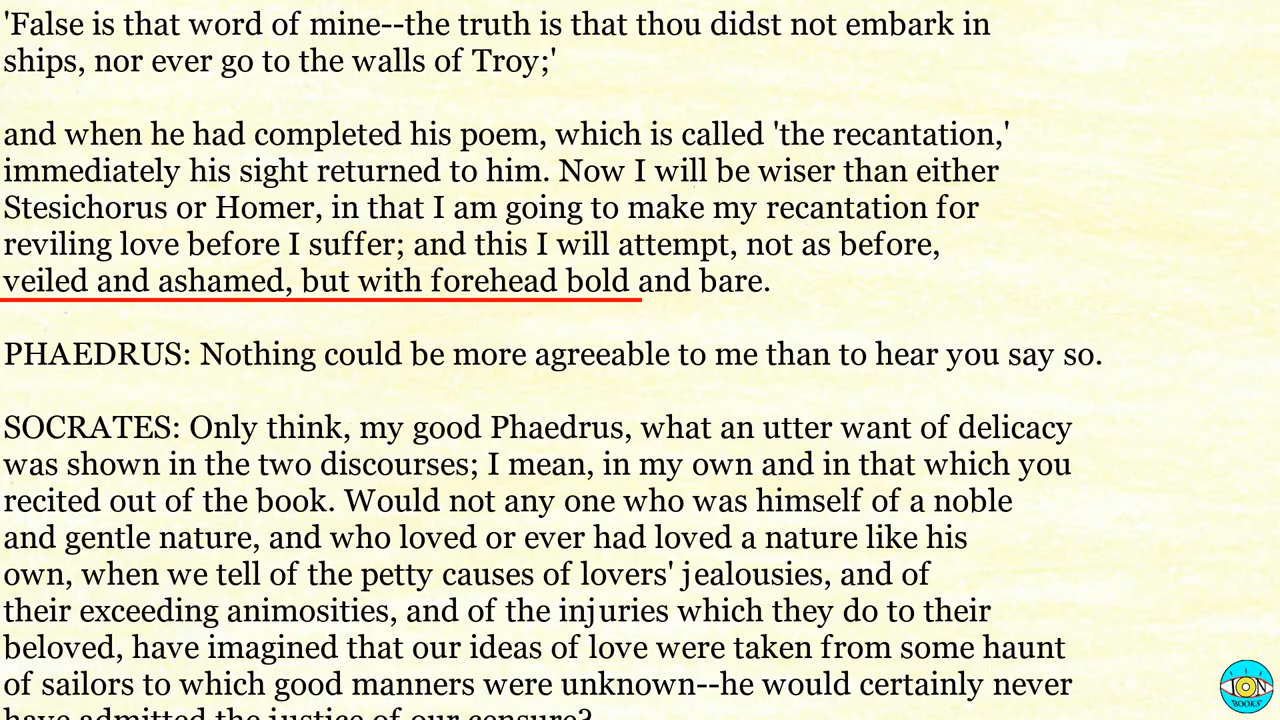 'False is that word of mine--the truth is that thou didst not embark in
ships, nor ever go to the walls of Troy;'
and when he had completed his poem, which is called 'the recantation,'
immediately his sight returned to him. Now I will be wiser than either
Stesichorus or Homer, in that I am going to make my recantation for
reviling love before I suffer; and this I will attempt, not as before,
veiled and ashamed, but with forehead bold and bare.
PHAEDRUS: Nothing could be more agreeable to me than to hear you say so.
SOCRATES: Only think, my good Phaedrus, what an utter want of delicacy
was shown in the two discourses; I mean, in my own and in that which you
recited out of the book. Would not any one who was himself of a noble
and gentle nature, and who loved or ever had loved a nature like his
own, when we tell of the petty causes of lovers' jealousies, and of
their exceeding animosities, and of the injuries which they do to their
beloved, have imagined that our ideas of love were taken from some haunt
of sailors to which good manners were unknown--he would certainly never
have admitted the justice of our censure?
ION
BOOKS